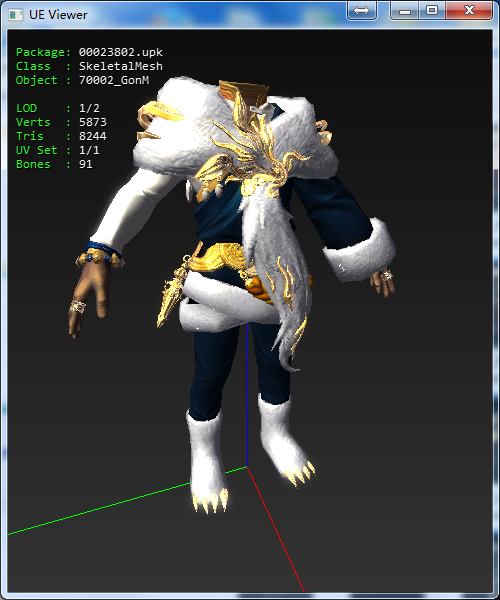 UE Viewer
Package: 00023802.upk
Class : SkeletalMesh
Object : 70002_GonM
LOD : 1/2
Verts : 5873
Tris : 8244
UV Set : 1/1
Bones : 91